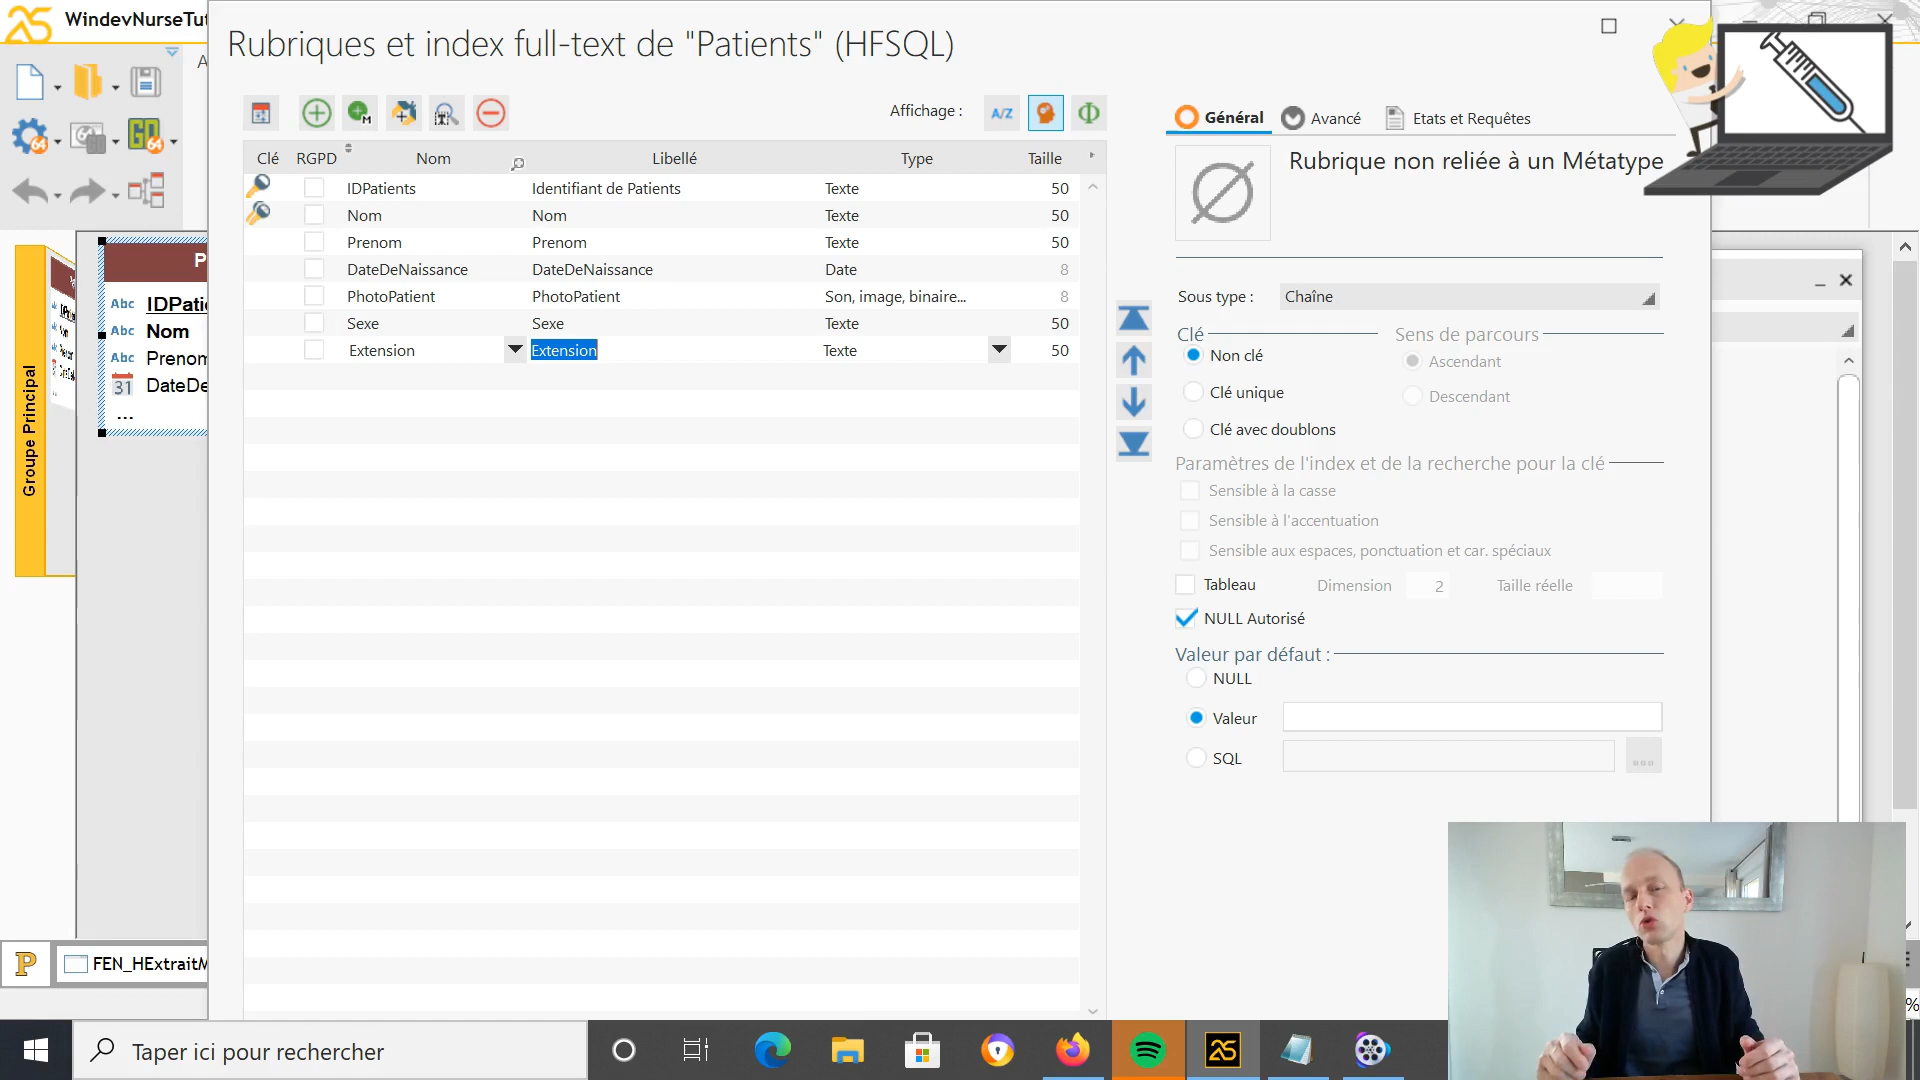 WindevNurseTut
Rubriques et index full-text de "Patients" (HFSQL)
A
Affichage :
A/Z
Général
Avancé
Etats et Requêtes
Clé
RGPD
Nom
Libellé
Type
Taille
Rubrique non reliée à un Métatype
IDPatients
Identifiant de Patients
Texte
50
Nom
Nom
Texte
50
Prenom
Prenom
Texte
50
DateDeNaissance
DateDeNaissance
Date
8
PhotoPatient
PhotoPatient
Son, image, binaire...
8
Sexe
Sexe
Texte
50
Extension
Extension
Texte
50
P
Abc IDPatie
Abc Nom
Abc Prenom
31 DateDe
...
Groupe Principal
Sous type :
Chaîne
Clé
Sens de parcours
Non clé
Ascendant
Clé unique
Descendant
Clé avec doublons
Paramètres de l'index et de la recherche pour la clé
Sensible à la casse
Sensible à l'accentuation
Sensible aux espaces, ponctuation et car. spéciaux
Tableau
Dimension
2
Taille réelle
NULL Autorisé
Valeur par défaut :
NULL
Valeur
SQL
...
FEN_HExtraitM
%
Taper ici pour rechercher